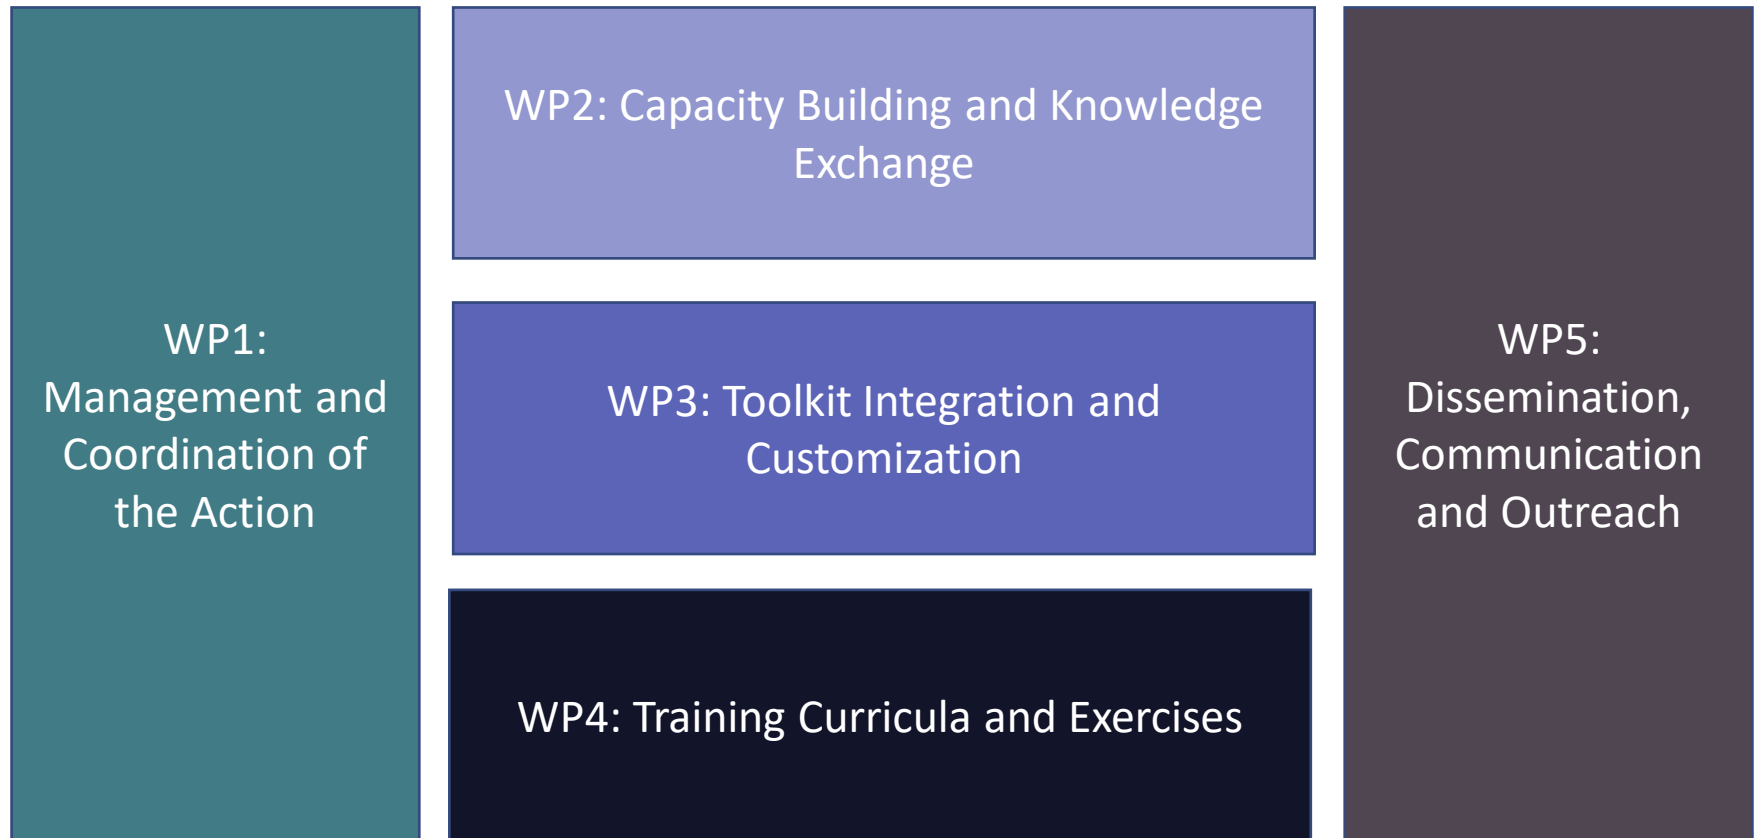 WP1:
Management and
Coordination of
the Action
WP2: Capacity Building and Knowledge
Exchange
WP3: Toolkit Integration and
Customization
WP4: Training Curricula and Exercises
WP5:
Dissemination,
Communication
and Outreach